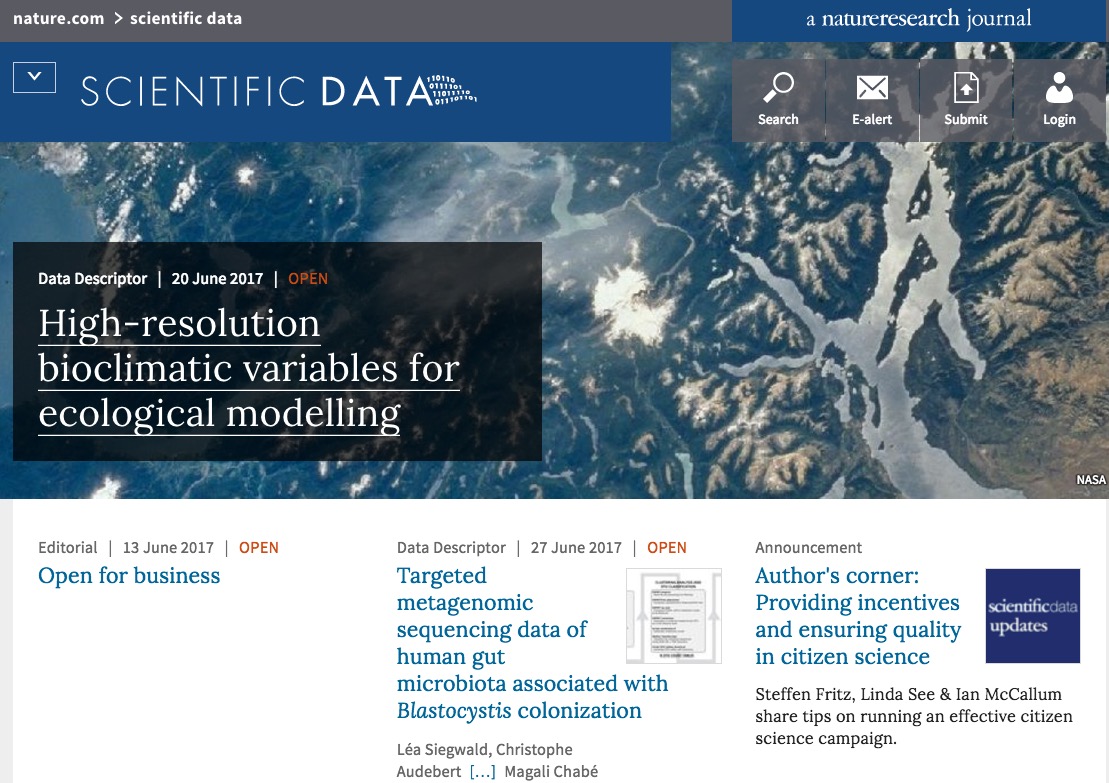 nature.com > scientific data
a natureresearch journal
SCIENTIFIC DATA
110110
0111101
11011110
011101101
Search
E-alert
Submit
Login
Data Descriptor | 20 June 2017 | OPEN
High-resolution
bioclimatic variables for
ecological modelling
NASA
Editorial | 13 June 2017 | OPEN
Open for business
Data Descriptor | 27 June 2017 | OPEN
Targeted
metagenomic
sequencing data of
human gut
microbiota associated with
Blastocystis colonization
Léa Siegwald, Christophe
Audebert [...] Magali Chabé
Announcement
Author's corner:
Providing incentives
and ensuring quality
in citizen science
scientificdata
updates
Steffen Fritz, Linda See & Ian McCallum
share tips on running an effective citizen
science campaign.